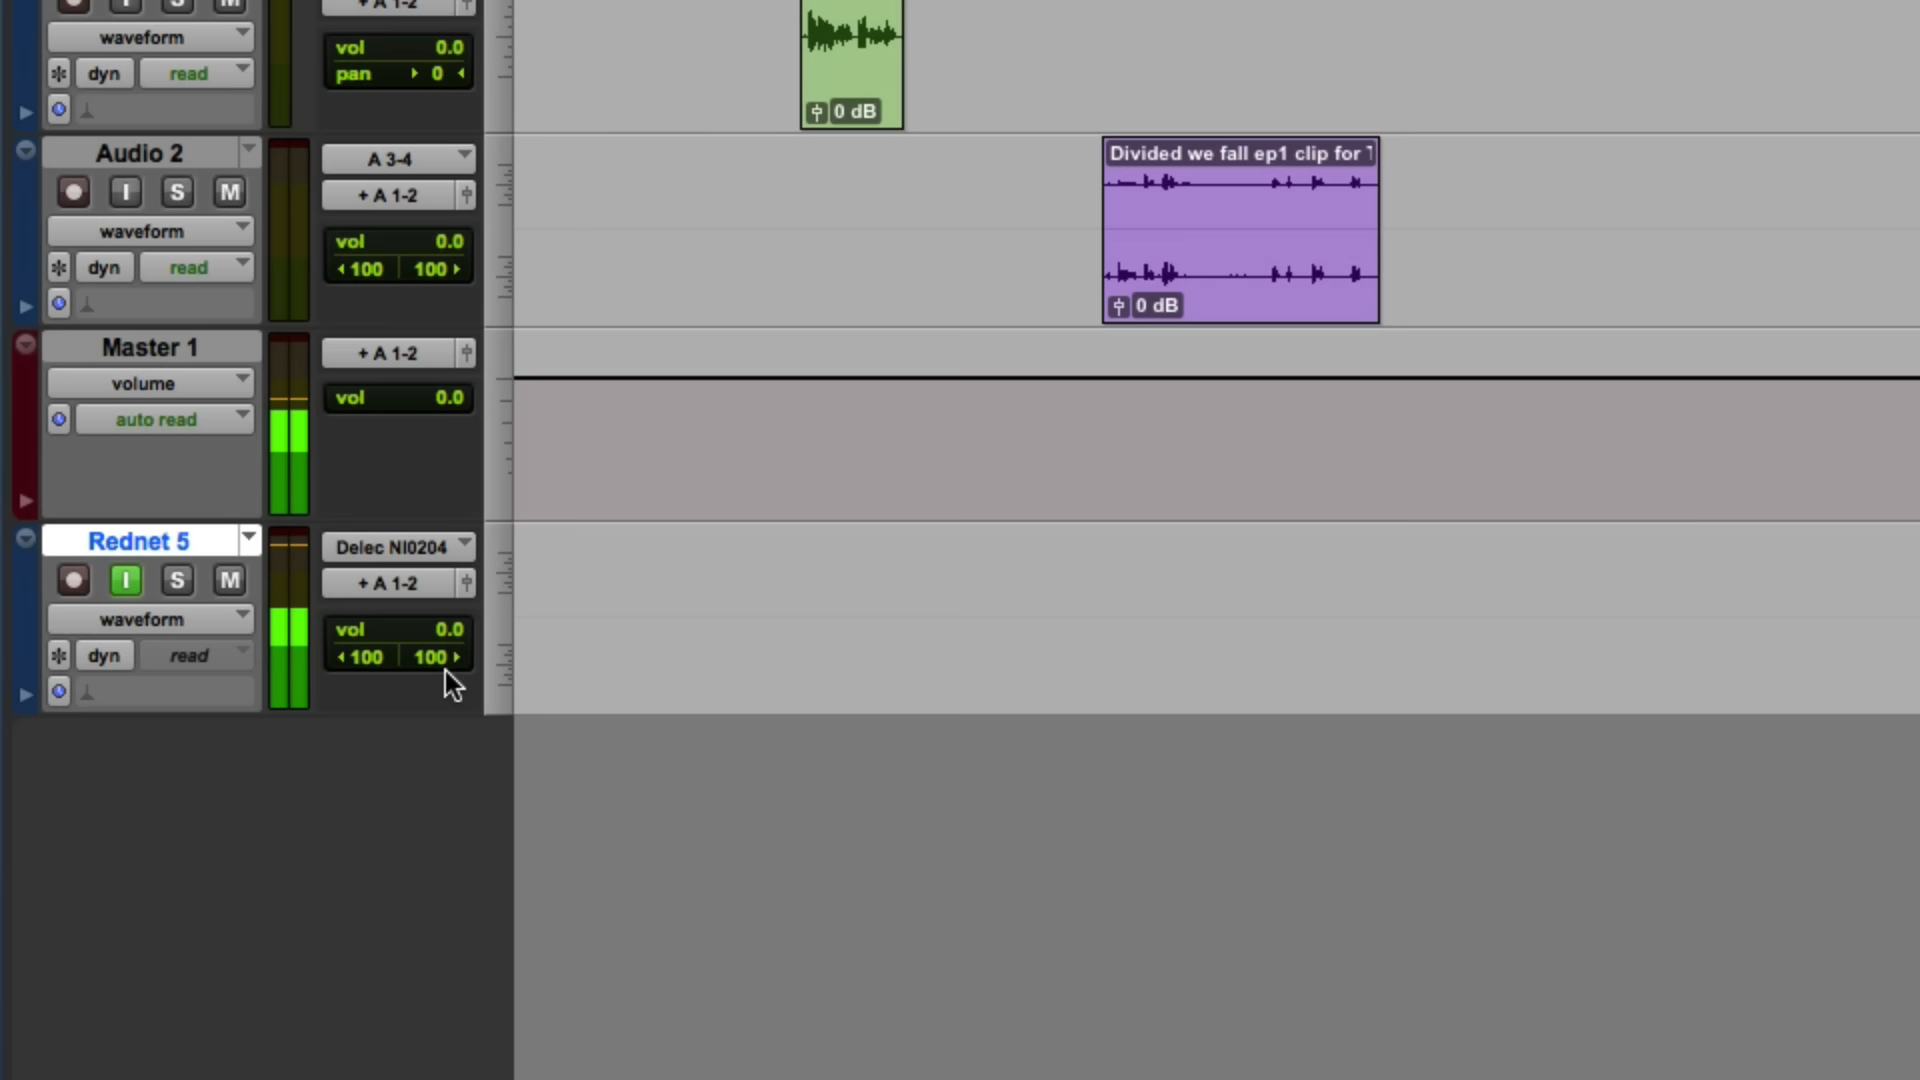 I S M
+ A 1-2
waveform
vol 0.0
dyn read
pan 0
0 dB
Audio 2
A 3-4
Divided we fall ep1 clip for
I S M
+ A 1-2
waveform
vol 0.0
dyn read
100 100
0 dB
Master 1
+ A 1-2
volume
vol 0.0
auto read
Rednet 5
Delec NI0204
I S M
+ A 1-2
waveform
vol 0.0
dyn read
100 100